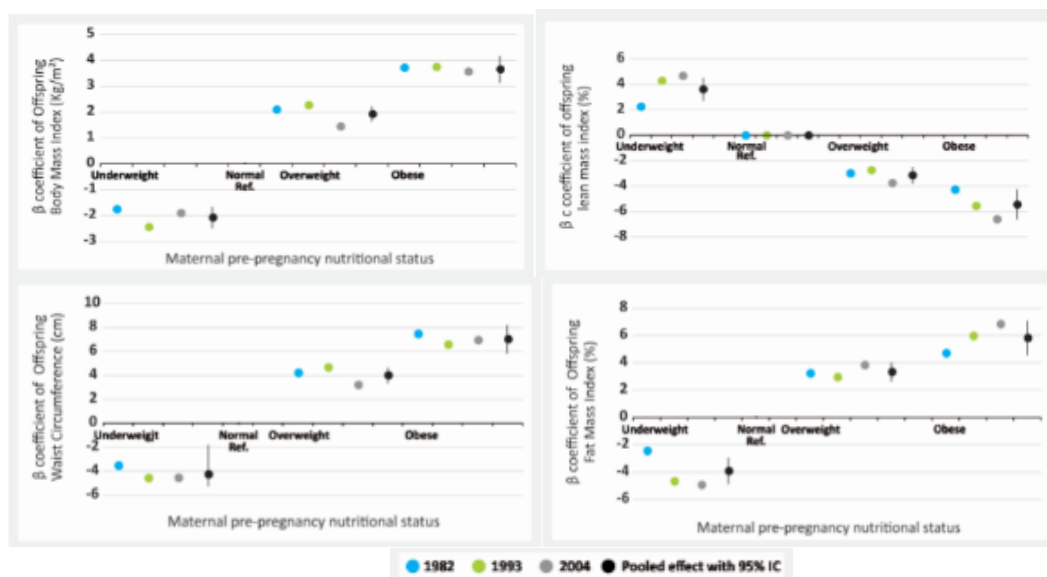 β coefficient of Offspring
Body Mass Index (Kg/m²)
5
4
3
2
1
0
-1
-2
-3
Underweight
Normal
Ref.
Overweight
Obese
Maternal pre-pregnancy nutritional status
β c coefficient of offspring
lean mass index (%)
6
4
2
0
-2
-4
-6
-8
Underweight
Normal
Ref.
Overweight
Obese
β coefficient of Offspring
Waist Circumference (cm)
10
8
6
4
2
0
-2
-4
-6
Underweigjt
Normal
Ref.
Overweight
Obese
Maternal pre-pregnancy nutritional status
β coefficient of Offspring
Fat Mass Index (%)
8
6
4
2
0
-2
-4
-6
Underweight
Normal
Ref.
Overweight
Obese
Maternal pre-pregnancy nutritional status
1982 1993 2004 Pooled effect with 95% IC